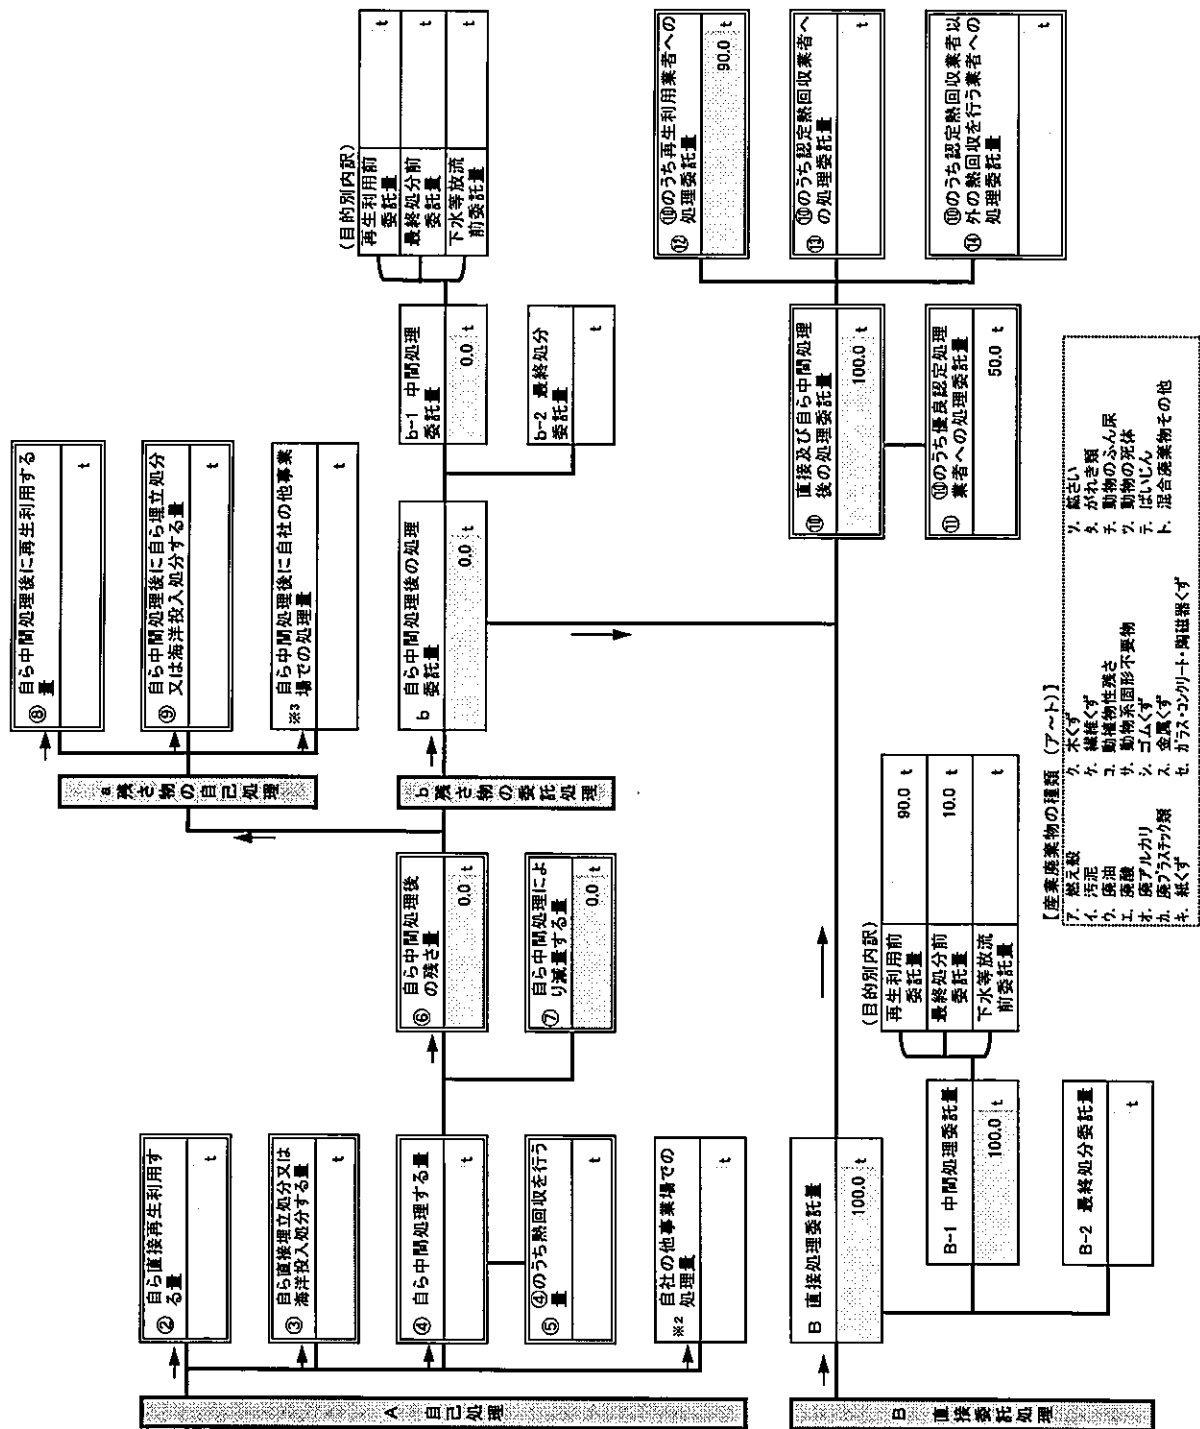 A 自己処理
② 自ら直接再生利用す
る量
t
③ 自ら直接埋立処分又は
海洋投入処分する量
t
④ 自ら中間処理する量
t
⑤ ④のうち熱回収を行う
量
t
※2 自社の他事業場での
処理量
t
⑥ 自ら中間処理後
の残さ量
0.0 t
⑦ 自ら中間処理によ
り減量する量
0.0 t
a 残さ物の自己処理
⑧ 自ら中間処理後に再生利用する
量
t
⑨ 自ら中間処理後に自ら埋立処分
又は海洋投入処分する量
t
※3 自ら中間処理後に自社の他事業
場での処理量
t
b 残さ物の委託処理
b 自ら中間処理後の処理
委託量
0.0 t
b-1 中間処理
委託量
0.0 t
b-2 最終処分
委託量
t
(目的別内訳)
再生利用前
委託量
t
最終処分前
委託量
t
下水等放流
前委託量
t
B 直接委託処理
B 直接処理委託量
100.0 t
B-1 中間処理委託量
100.0 t
B-2 最終処分委託量
t
(目的別内訳)
再生利用前
委託量
90.0 t
最終処分前
委託量
10.0 t
下水等放流
前委託量
t
⑩ 直接及び自ら中間処理
後の処理委託量
100.0 t
⑪ ⑩のうち優良認定処理
業者への処理委託量
50.0 t
⑫ ⑩のうち再生利用業者への
処理委託量
90.0 t
⑬ ⑩のうち認定熱回収業者へ
の処理委託量
t
⑭ ⑩のうち認定熱回収業者以
外の熱回収を行う業者への
処理委託量
t
【産業廃棄物の種類 (ア～ト)】
ア. 燃え殻
イ. 汚泥
ウ. 廃油
エ. 廃酸
オ. 廃アルカリ
カ. 廃プラスチック類
キ. 紙くず
ク. 木くず
ケ. 繊維くず
コ. 動植物性残さ
サ. 動物系固形不要物
シ. ゴムくず
ス. 金属くず
セ. ガラス・コンクリート・陶磁器くず
ソ. 鉱さい
タ. がれき類
チ. 動物のふん尿
ツ. 動物の死体
テ. ばいじん
ト. 混合廃棄物その他